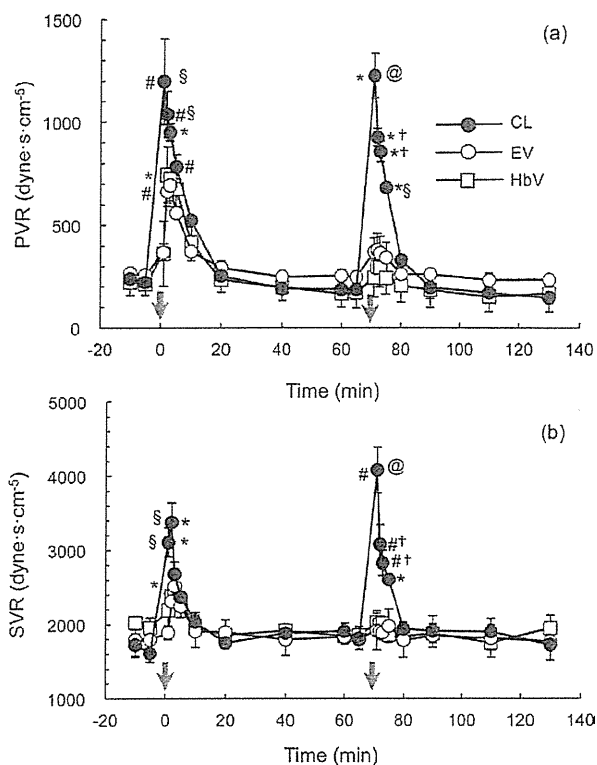 (a)
PVR (dyne·s·cm-5)
1500
1000
500
0
# §
#§
*
#
*
#
* @
*†
*†
*§
CL
EV
HbV
-20 0 20 40 60 80 100 120 140
Time (min)
(b)
SVR (dyne·s·cm-5)
5000
4000
3000
2000
1000
§ *
§ *
*
# @
#†
#†
*
-20 0 20 40 60 80 100 120 140
Time (min)